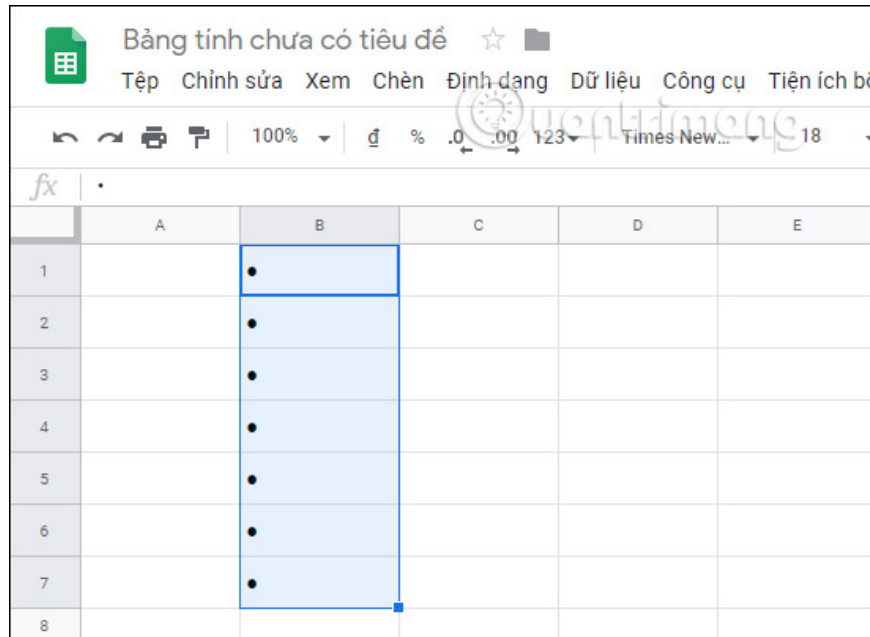 Bảng tính chưa có tiêu đề
Tệp Chỉnh sửa Xem Chèn Định dạng Dữ liệu Công cụ Tiện ích
Quantrimang
100% đ % .0 .00 123 Times New... 18
fx •
A B C D E
1 •
2 •
3 •
4 •
5 •
6 •
7 •
8